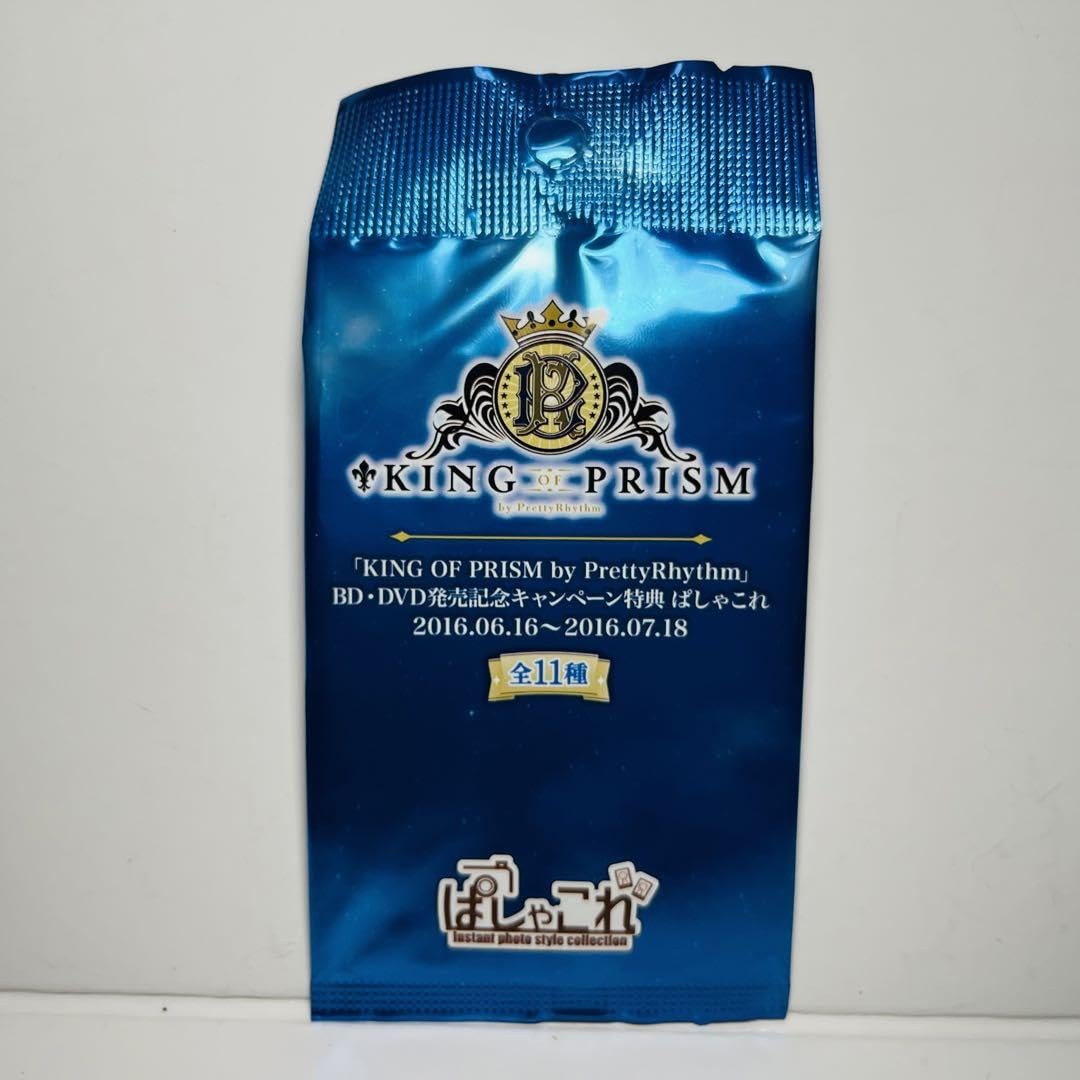 KING OF PRISM
by PrettyRhythm
「KING OF PRISM by PrettyRhythm」
BD・DVD発売記念キャンペーン特典 ぱしゃこれ
2016.06.16～2016.07.18
全11種
ぱしゃこれ
Instant photo style collection